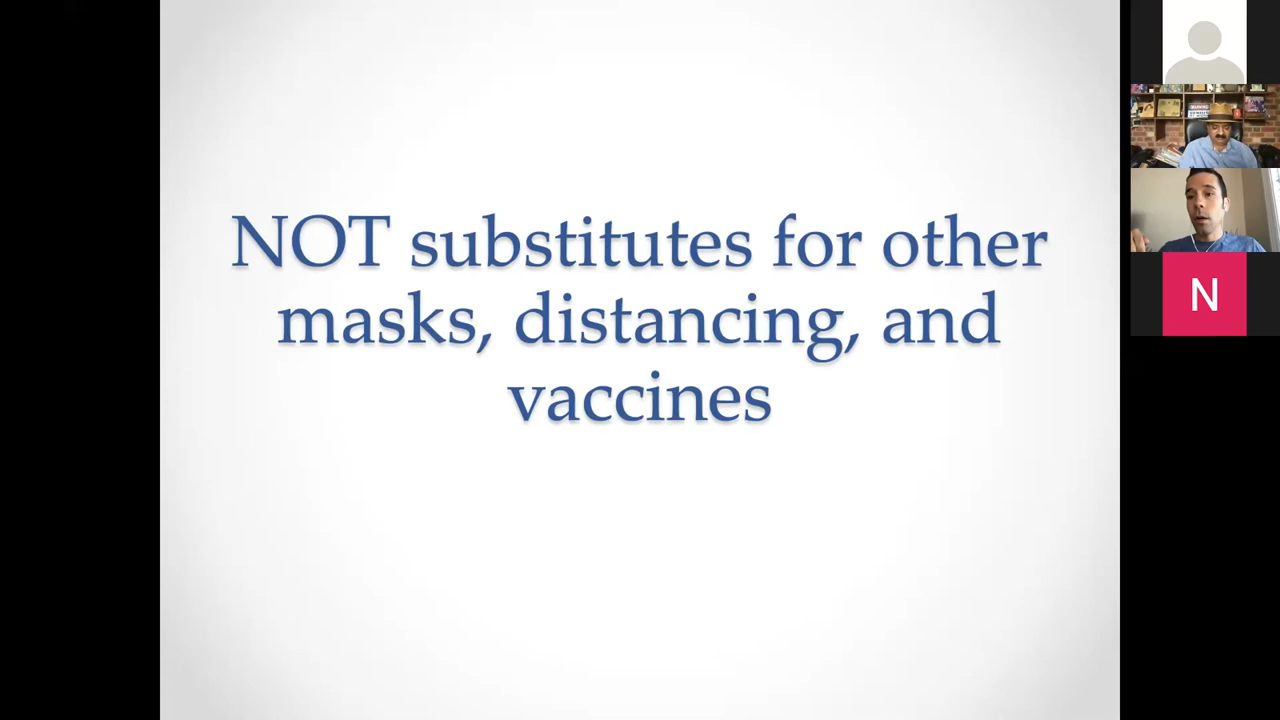 NOT substitutes for other
masks, distancing, and
vaccines
N